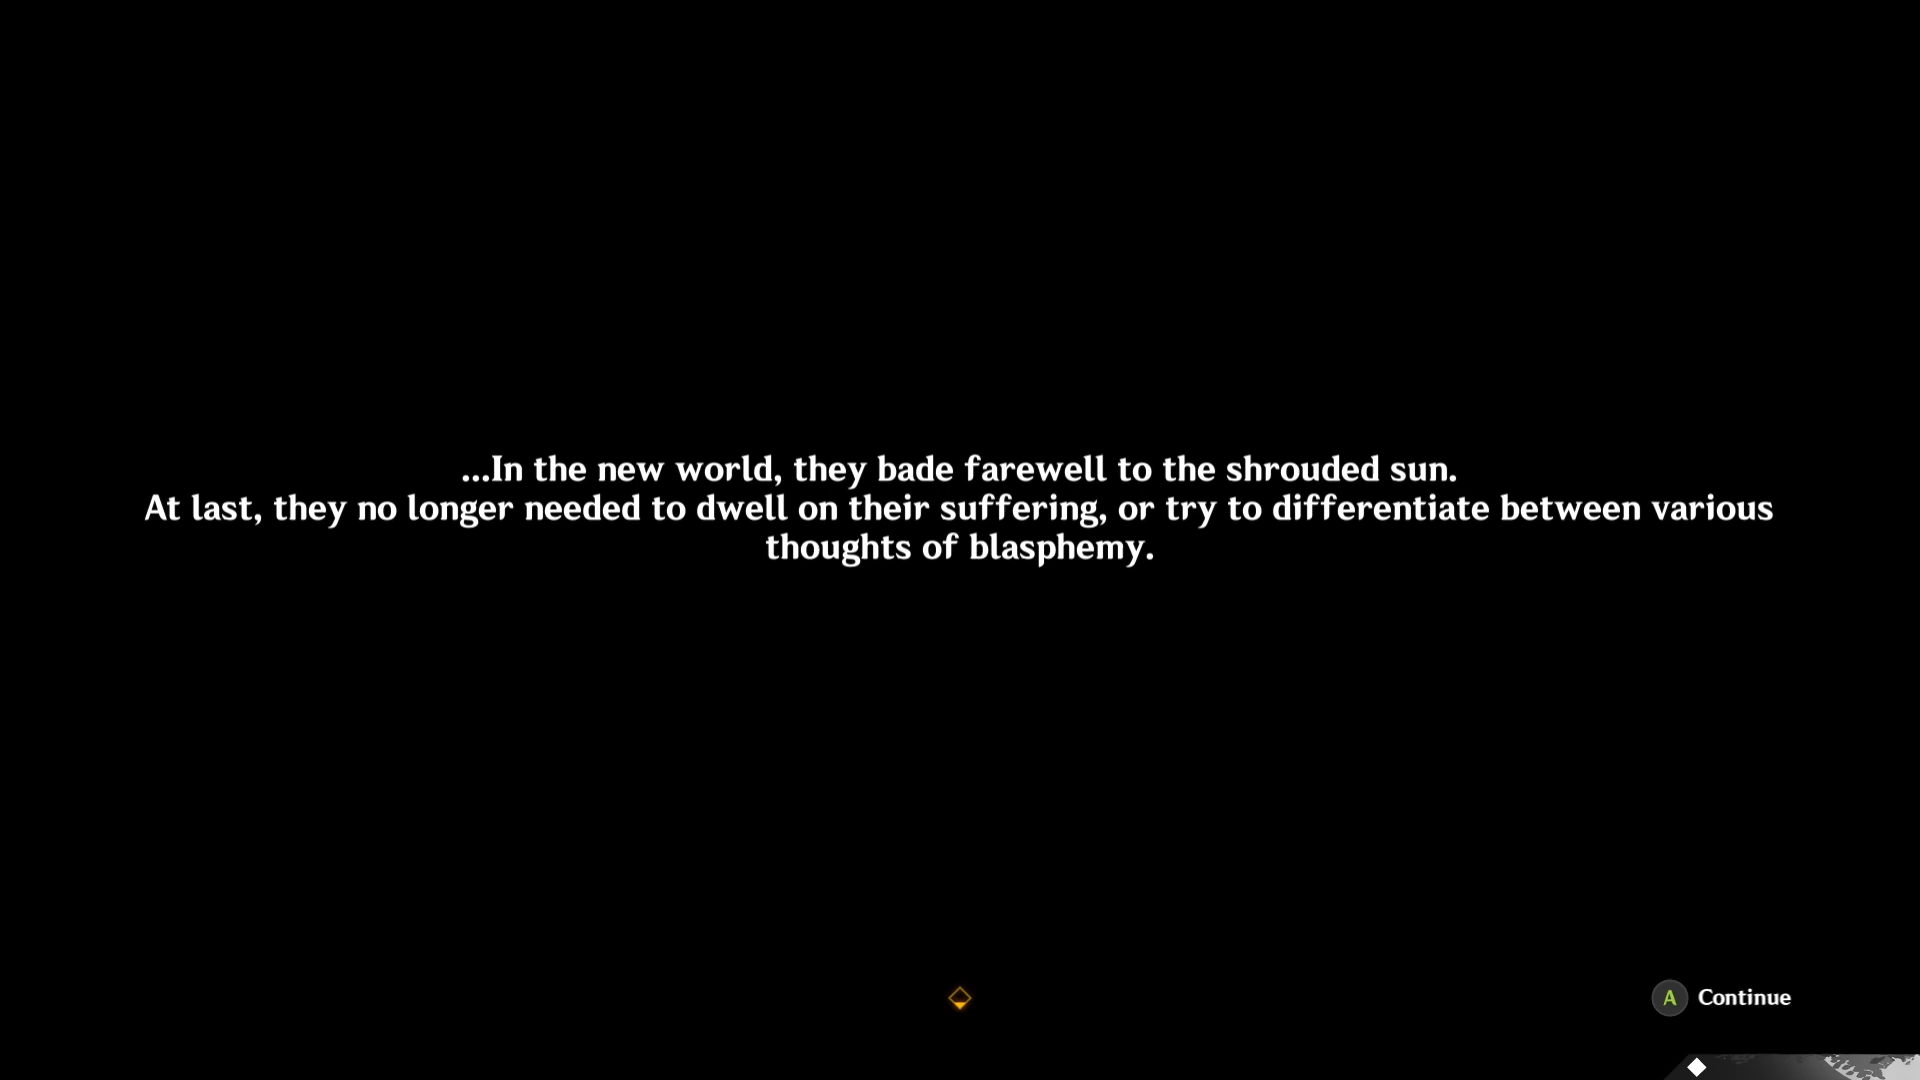 ...In the new world, they bade farewell to the shrouded sun.
At last, they no longer needed to dwell on their suffering, or try to differentiate between various
thoughts of blasphemy.
A Continue